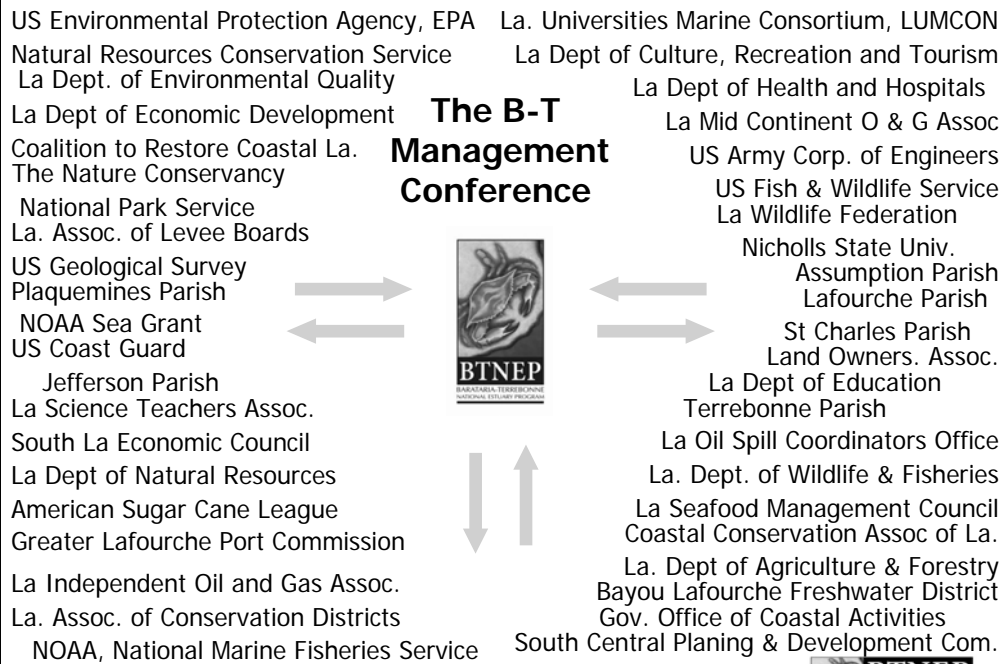 US Environmental Protection Agency, EPA
Natural Resources Conservation Service
La Dept. of Environmental Quality
La Dept of Economic Development
Coalition to Restore Coastal La.
The Nature Conservancy
National Park Service
La. Assoc. of Levee Boards
US Geological Survey
Plaquemines Parish
NOAA Sea Grant
US Coast Guard
Jefferson Parish
La Science Teachers Assoc.
South La Economic Council
La Dept of Natural Resources
American Sugar Cane League
Greater Lafourche Port Commission
La Independent Oil and Gas Assoc.
La. Assoc. of Conservation Districts
NOAA, National Marine Fisheries Service
The B-T
Management
Conference
BTNEP
BARATARIA-TERREBONNE
NATIONAL ESTUARY PROGRAM
La. Universities Marine Consortium, LUMCON
La Dept of Culture, Recreation and Tourism
La Dept of Health and Hospitals
La Mid Continent O & G Assoc
US Army Corp. of Engineers
US Fish & Wildlife Service
La Wildlife Federation
Nicholls State Univ.
Assumption Parish
Lafourche Parish
St Charles Parish
Land Owners. Assoc.
La Dept of Education
Terrebonne Parish
La Oil Spill Coordinators Office
La. Dept. of Wildlife & Fisheries
La Seafood Management Council
Coastal Conservation Assoc of La.
La. Dept of Agriculture & Forestry
Bayou Lafourche Freshwater District
Gov. Office of Coastal Activities
South Central Planing & Development Com.